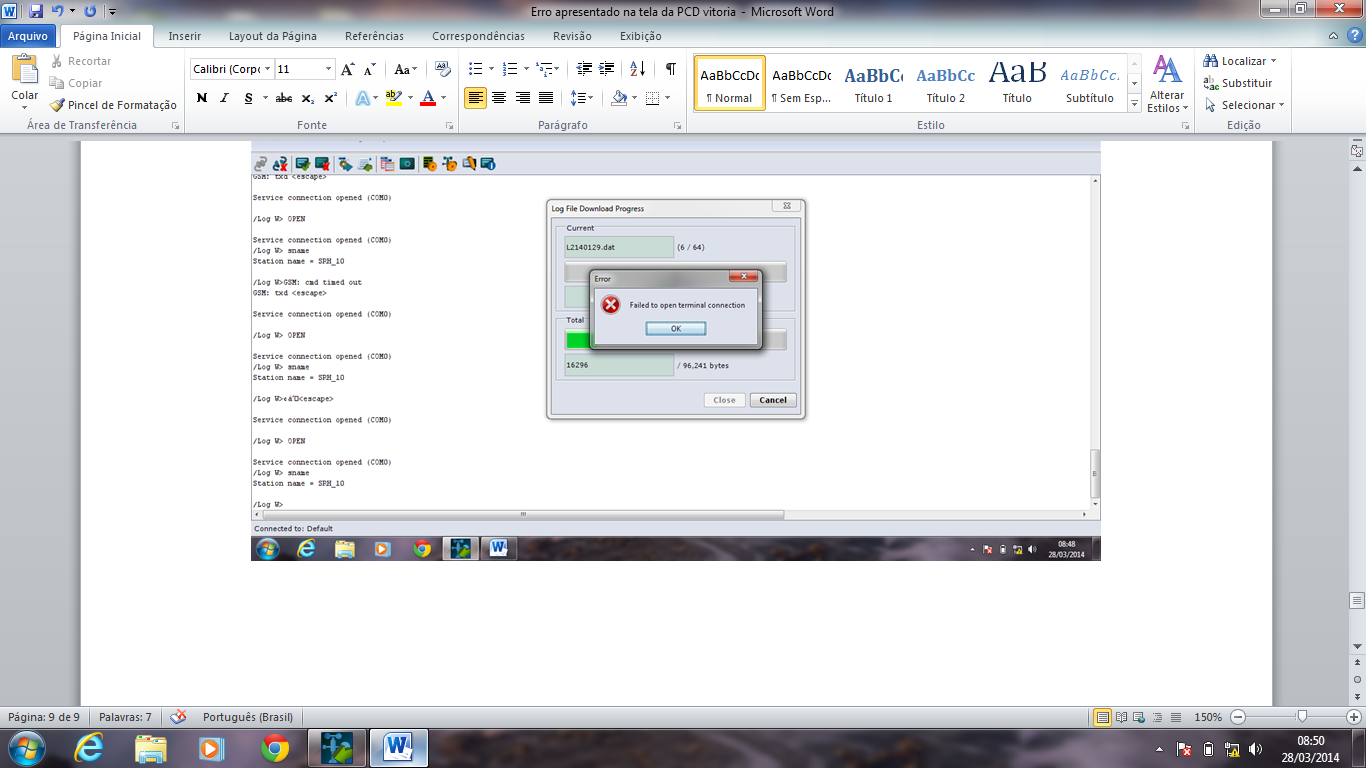 Erro apresentado na tela da PCD vitoria - Microsoft Word
Arquivo Página Inicial Inserir Layout da Página Referências Correspondências Revisão Exibição
Colar
Recortar
Copiar
Pincel de Formatação
Área de Transferência
Calibri (Corpo 11
N I S abc x₂ x²
Fonte
Parágrafo
AaBbCcDc AaBbCcDc AaBbC AaBbCc AaB AaBbCc.
¶ Normal ¶ Sem Esp... Título 1 Título 2 Título Subtítulo
Alterar
Estilos
Estilo
Localizar
Substituir
Selecionar
Edição
GSM: txd <escape>
Service connection opened (COM0)
/Log W> OPEN
Service connection opened (COM0)
/Log W> sname
Station name = SPH_10
/Log W>GSM: cmd timed out
GSM: txd <escape>
Service connection opened (COM0)
/Log W> OPEN
Service connection opened (COM0)
/Log W> sname
Station name = SPH_10
<escape>
Service connection opened (COM0)
/Log W> OPEN
Service connection opened (COM0)
/Log W> sname
Station name = SPH_10
/Log W>
Log File Download Progress
Current
L2140129.dat (6 / 64)
Error
Failed to open terminal connection
OK
Total
16296 / 96,241 bytes
Close Cancel
Connected to: Default
08:48
28/03/2014
Página: 9 de 9 Palavras: 7 Português (Brasil) 150%
08:50
28/03/2014